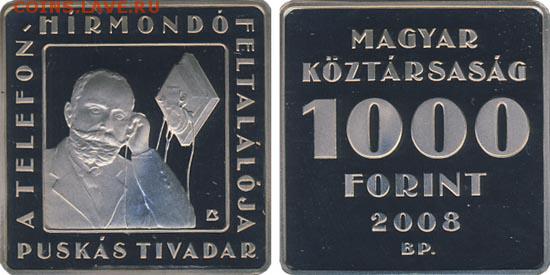 COINS.LAVE.RU
A TELEFON-
HÍRMONDÓ
FELTALÁLÓJA
PUSKÁS TIVADAR
MAGYAR
KÖZTÁRSASÁG
1000
FORINT
2008
BP.